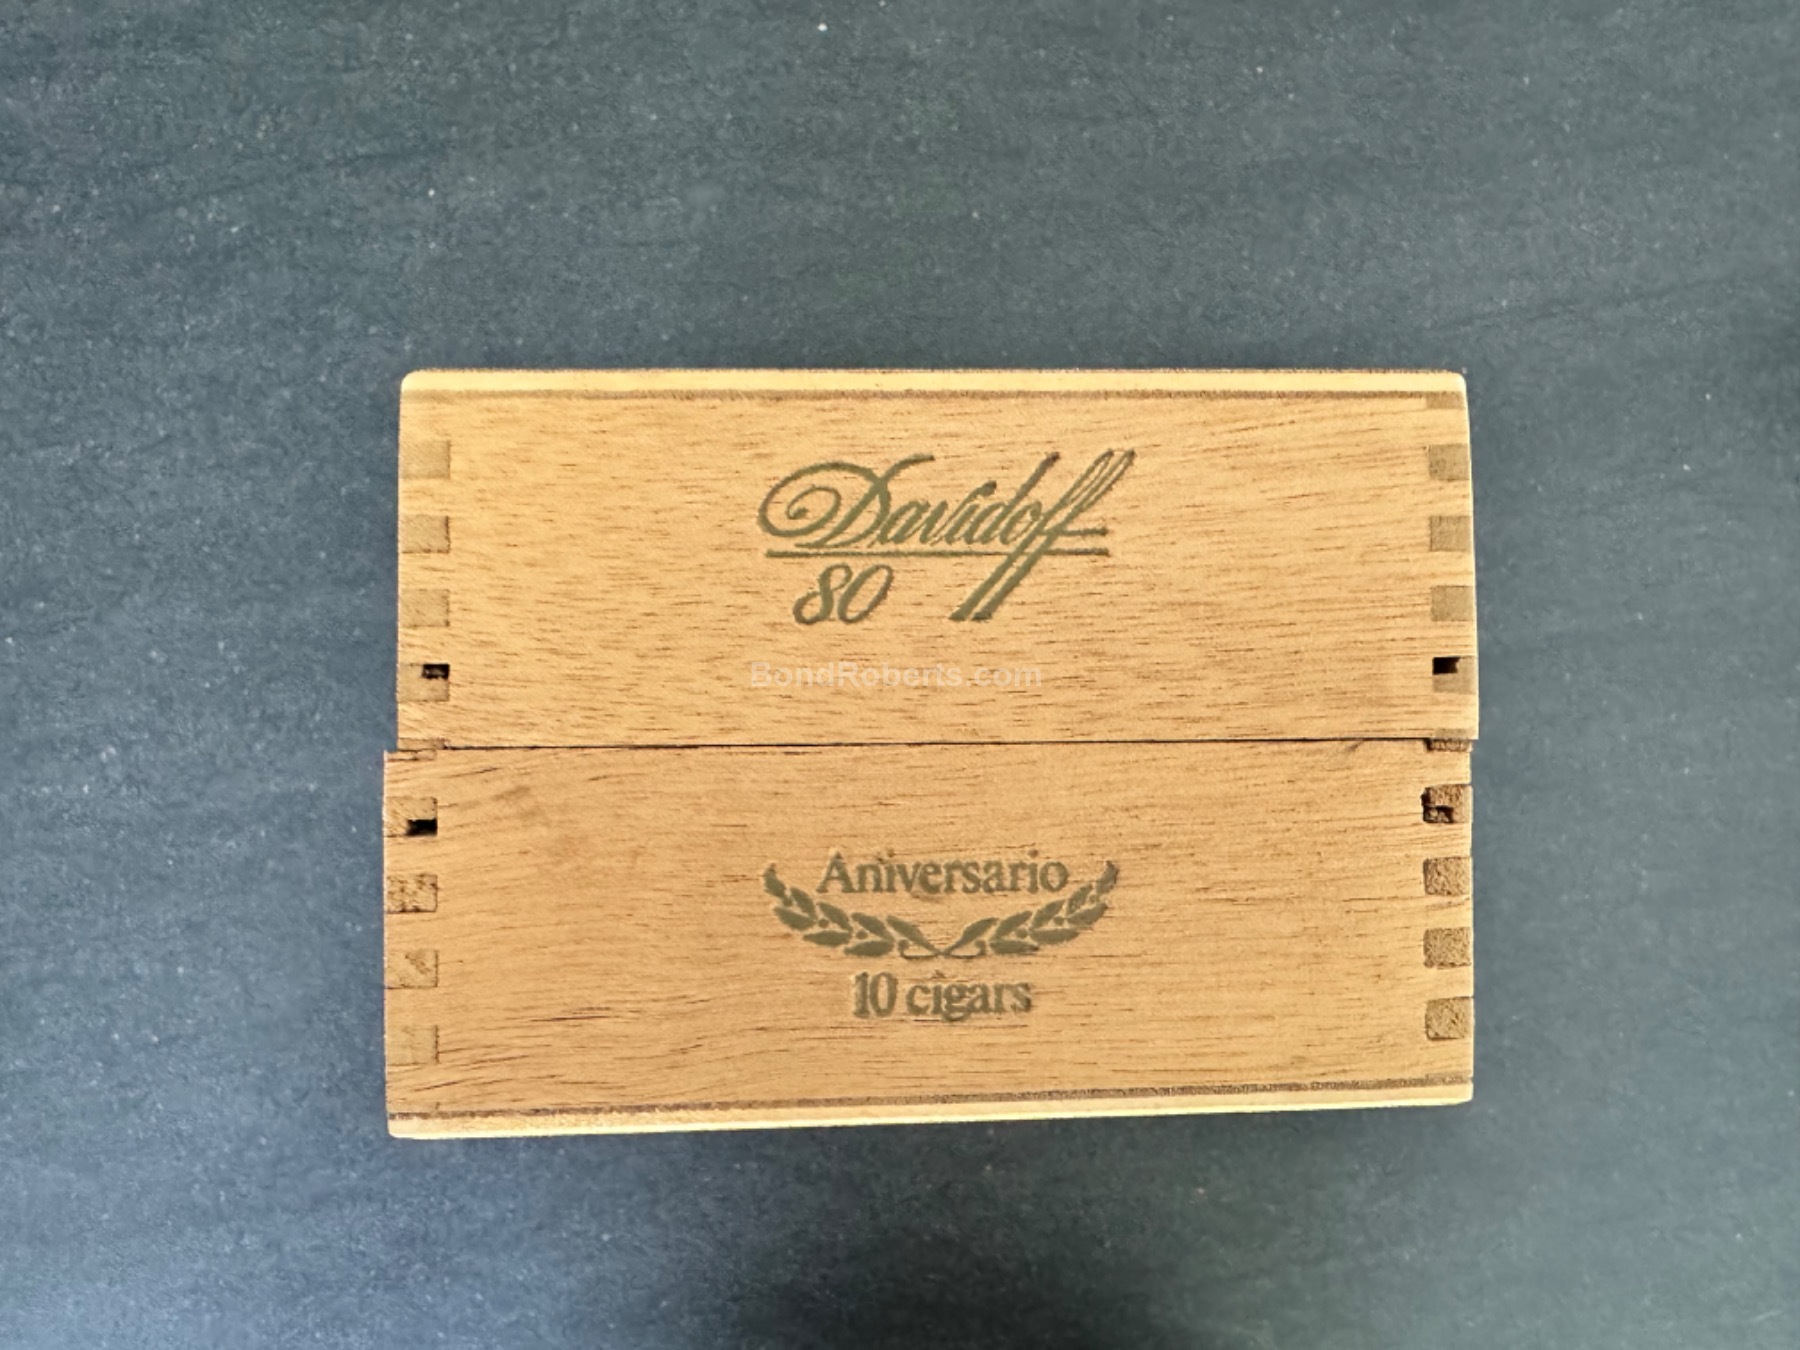 Davidoff
80
BondRoberts.com
Aniversario
10 cigars